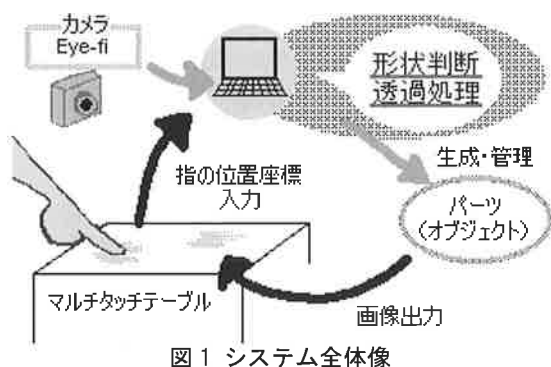 カメラ
Eye-fi
形状判断
透過処理
生成・管理
指の位置座標
入力
パーツ
(オブジェクト)
マルチタッチテーブル
画像出力
図1 システム全体像